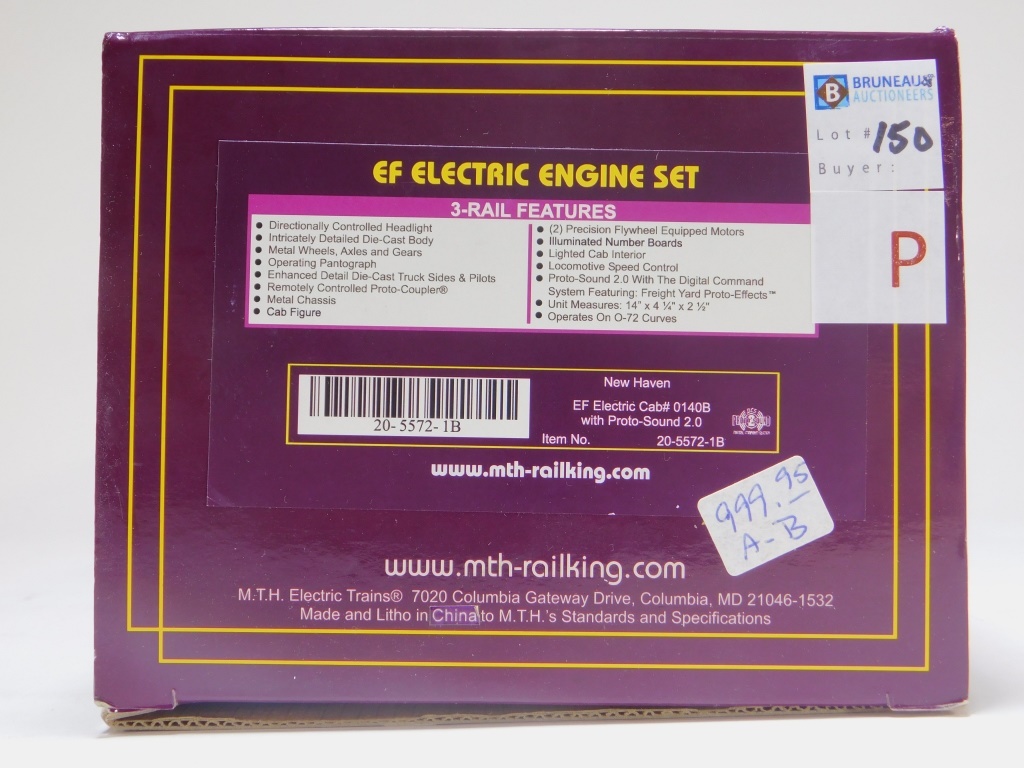 B BRUNEAU &
AUCTIONEERS
Lot # 150
Buyer:
P
EF ELECTRIC ENGINE SET
3-RAIL FEATURES
• Directionally Controlled Headlight
• Intricately Detailed Die-Cast Body
• Metal Wheels, Axles and Gears
• Operating Pantograph
• Enhanced Detail Die-Cast Truck Sides & Pilots
• Remotely Controlled Proto-Coupler®
• Metal Chassis
• Cab Figure
• (2) Precision Flywheel Equipped Motors
• Illuminated Number Boards
• Lighted Cab Interior
• Locomotive Speed Control
• Proto-Sound 2.0 With The Digital Command
System Featuring: Freight Yard Proto-Effects™
• Unit Measures: 14" x 4 ¼" x 2 ½"
• Operates On O-72 Curves
20-5572-1B
New Haven
EF Electric Cab# 0140B
with Proto-Sound 2.0
Item No. 20-5572-1B
www.mth-railking.com
999.95
A-B
www.mth-railking.com
M.T.H. Electric Trains® 7020 Columbia Gateway Drive, Columbia, MD 21046-1532
Made and Litho in China to M.T.H.'s Standards and Specifications